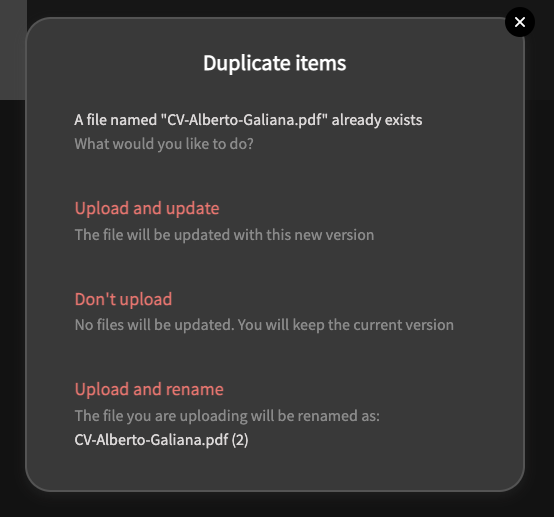 Duplicate items
A file named "CV-Alberto-Galiana.pdf" already exists
What would you like to do?
Upload and update
The file will be updated with this new version
Don't upload
No files will be updated. You will keep the current version
Upload and rename
The file you are uploading will be renamed as:
CV-Alberto-Galiana.pdf (2)